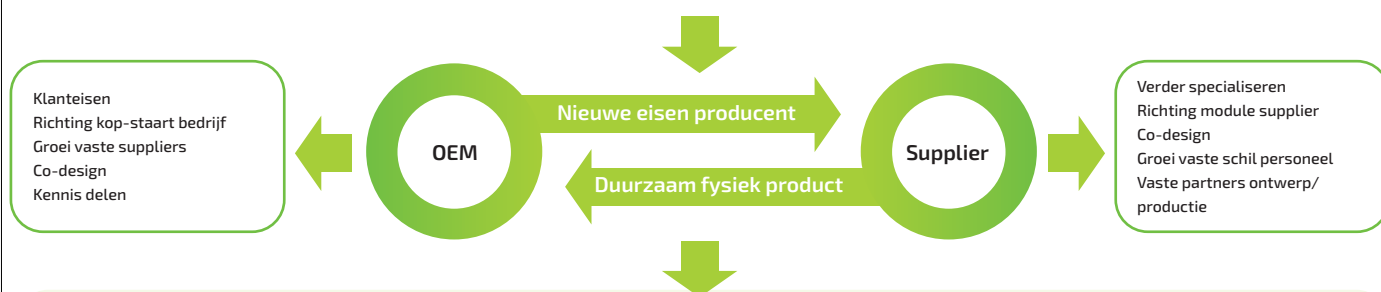 Klanteisen
Richting kop-staart bedrijf
Groei vaste suppliers
Co-design
Kennis delen
OEM
Nieuwe eisen producent
Duurzaam fysiek product
Supplier
Verder specialiseren
Richting module supplier
Co-design
Groei vaste schil personeel
Vaste partners ontwerp/
productie